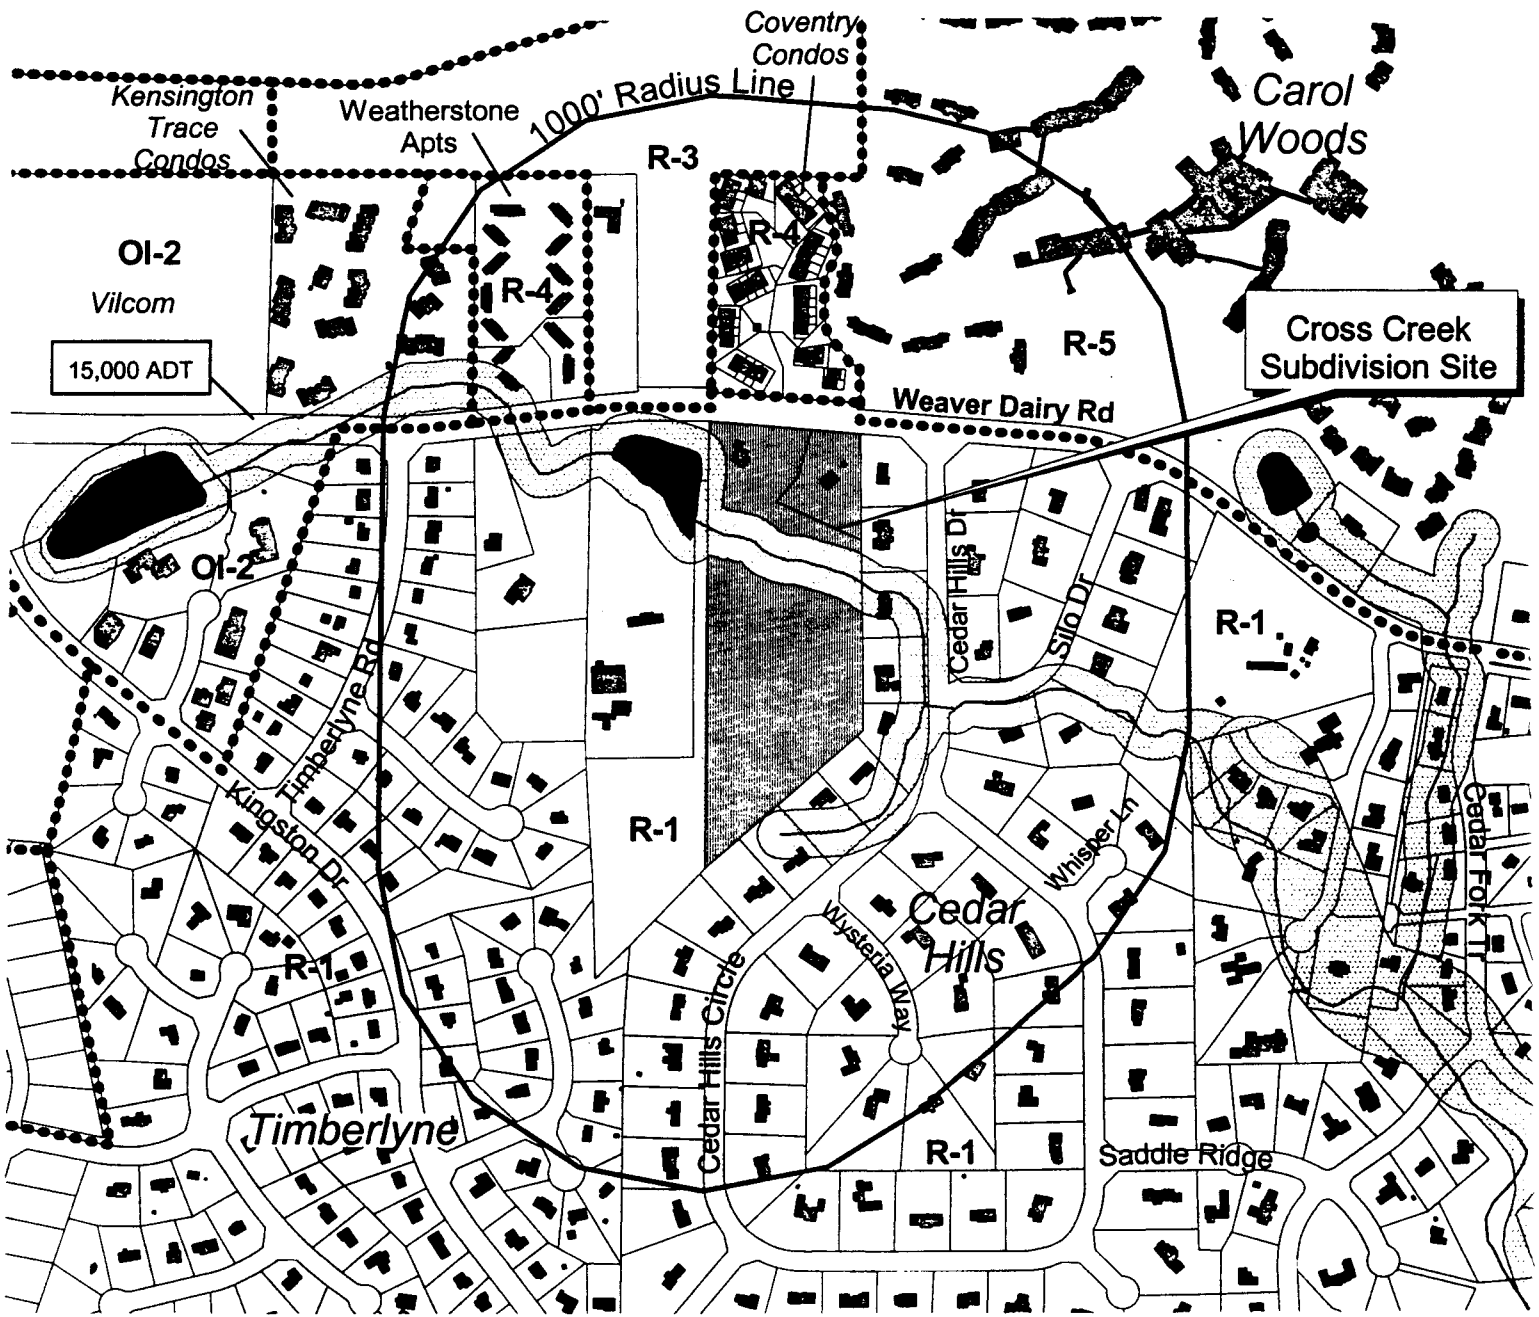 Coventry
Condos
Kensington
Trace
Condos
Weatherstone
Apts
1000' Radius Line
Carol
Woods
R-3
OI-2
Vilcom
R-4
R-4
R-5
15,000 ADT
Cross Creek
Subdivision Site
Weaver Dairy Rd
OI-2
Cedar Hills Dr
Silo Dr
R-1
Timberlyne Rd
Kingston Dr
R-1
Whisper Ln
Cedar Fork Tr
Cedar
Hills
Wysteria Way
R-1
Cedar Hills Circle
Timberlyne
R-1
Saddle Ridge